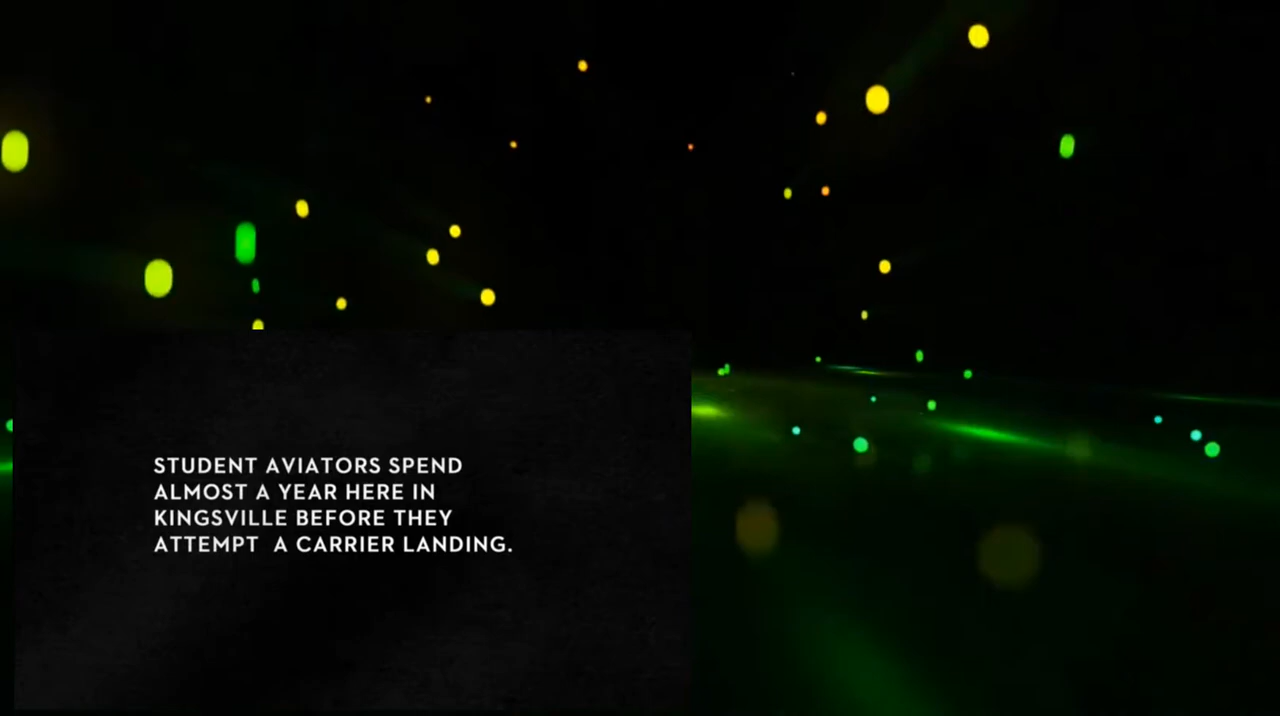 STUDENT AVIATORS SPEND
ALMOST A YEAR HERE IN
KINGSVILLE BEFORE THEY
ATTEMPT  A CARRIER LANDING.